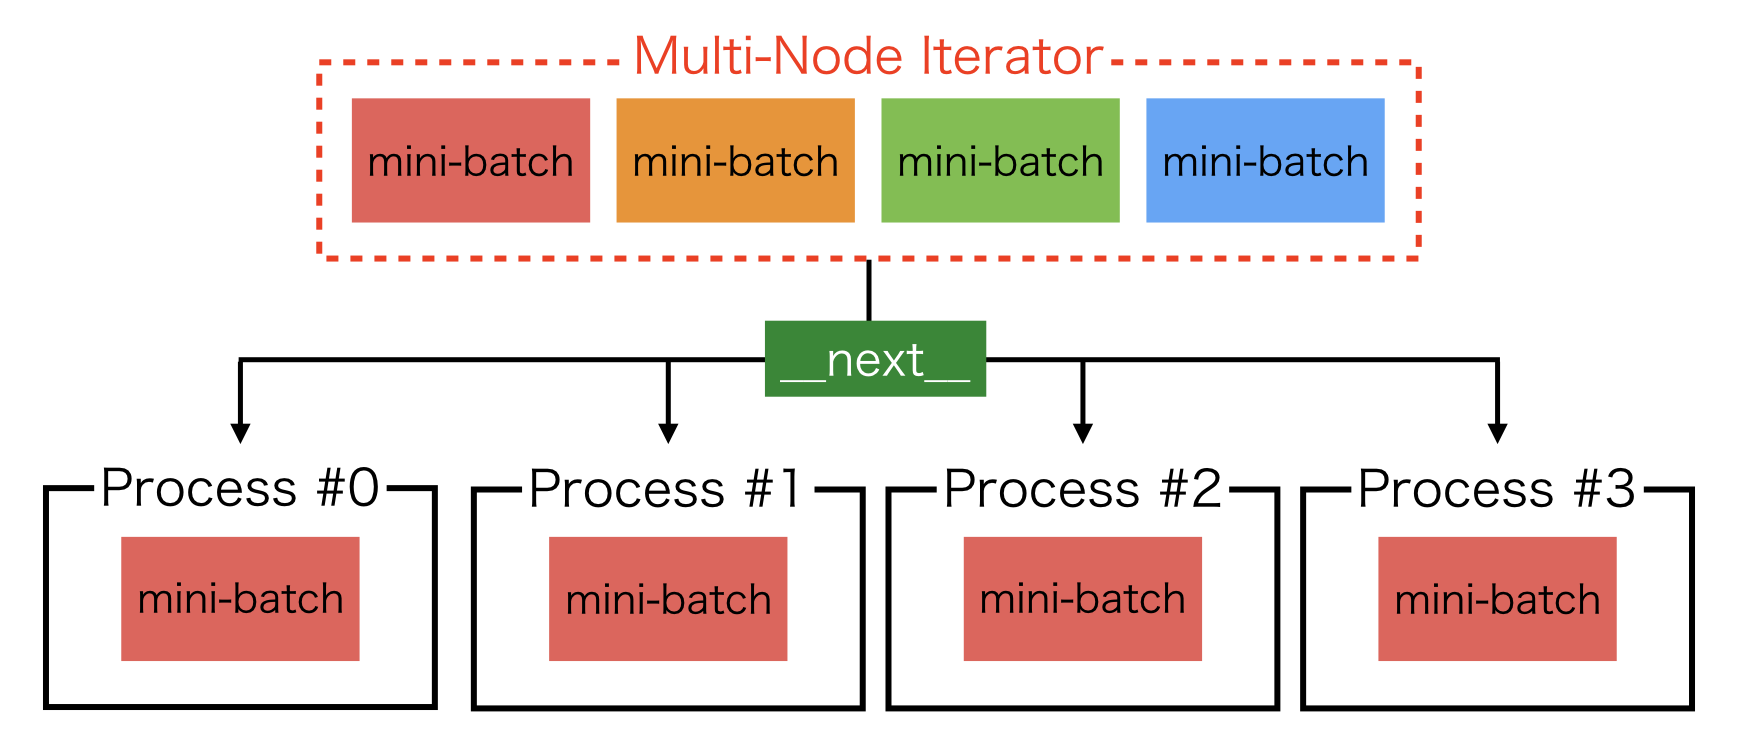 Multi-Node Iterator
mini-batch mini-batch mini-batch mini-batch
__next__
Process #0 Process #1 Process #2 Process #3
mini-batch mini-batch mini-batch mini-batch